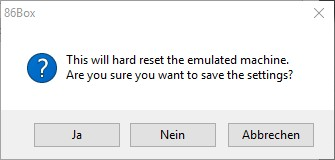 86Box
This will hard reset the emulated machine.
Are you sure you want to save the settings?
Ja
Nein
Abbrechen